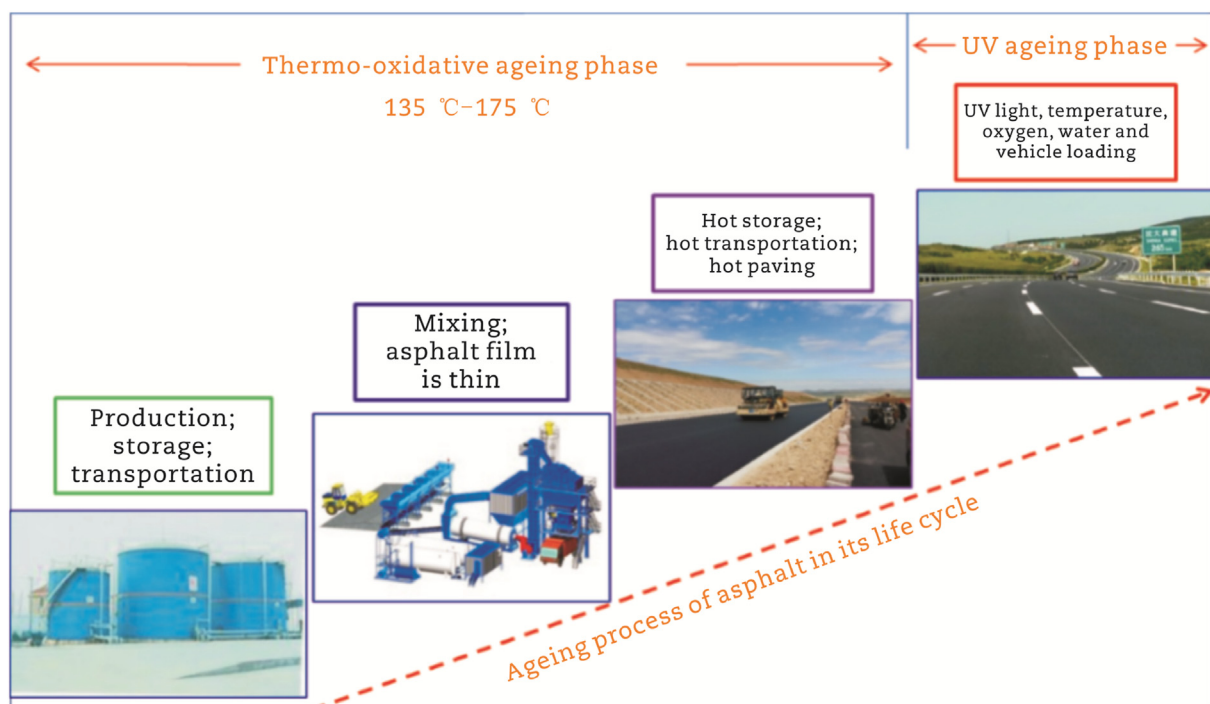 Thermo-oxidative ageing phase
135 ℃-175 ℃
UV ageing phase
UV light, temperature,
oxygen, water and
vehicle loading
Hot storage;
hot transportation;
hot paving
Mixing;
asphalt film
is thin
Production;
storage;
transportation
Ageing process of asphalt in its life cycle